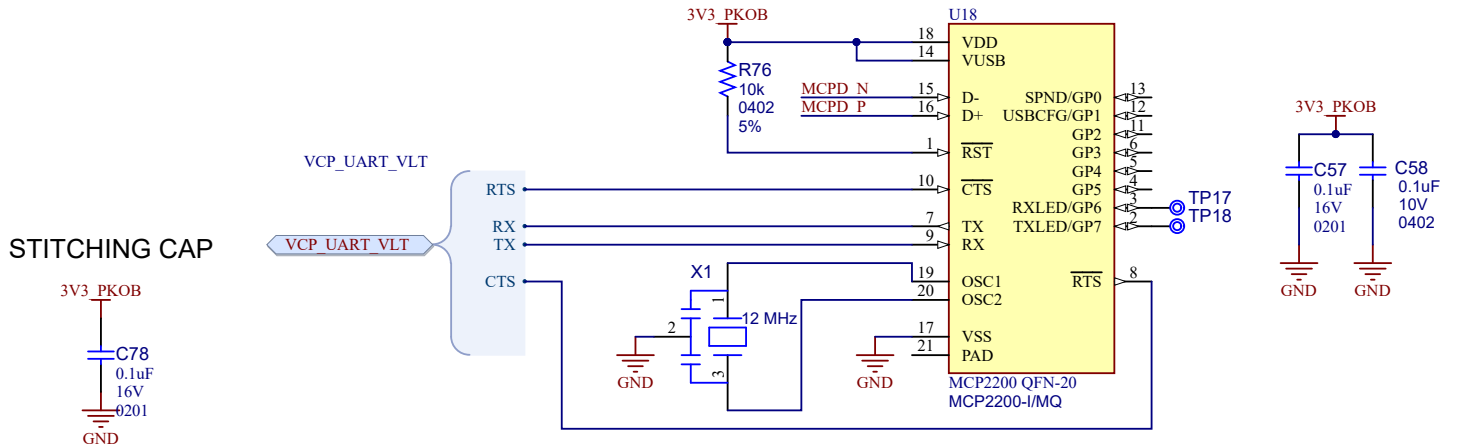 3V3_PKOB
R76
10k
0402
5%
MCPD_N
MCPD_P
U18
18 VDD
14 VUSB
15 D-
16 D+
1 RST
10 CTS
7 TX
9 RX
19 OSC1
20 OSC2
17 VSS
21 PAD
SPND/GP0 13
USBCFG/GP1 12
GP2 11
GP3 6
GP4 5
GP5 4
RXLED/GP6 3
TXLED/GP7 2
RTS 8
TP17
TP18
MCP2200 QFN-20
MCP2200-I/MQ
VCP_UART_VLT
VCP_UART_VLT
RTS
RX
TX
CTS
X1
1
2
3
12 MHz
GND
GND
STITCHING CAP
3V3_PKOB
C78
0.1uF
16V
0201
GND
3V3_PKOB
C57
0.1uF
16V
0201
GND
C58
0.1uF
10V
0402
GND